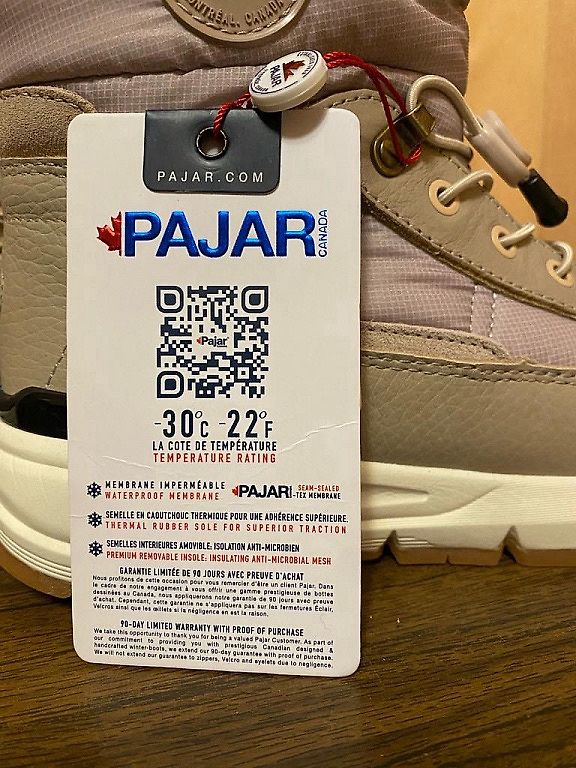 MONTRÉAL, CANADA
PAJAR
PAJAR.COM
PAJAR
CANADA
Pajar
-30°C -22°F
LA COTE DE TEMPÉRATURE
TEMPERATURE RATING
MEMBRANE IMPERMÉABLE
WATERPROOF MEMBRANE
PAJAR SEAM-SEALED
-TEX MEMBRANE
SEMELLE EN CAOUTCHOUC THERMIQUE POUR UNE ADHÉRENCE SUPÉRIEURE.
THERMAL RUBBER SOLE FOR SUPERIOR TRACTION
SEMELLES INTERIEURES AMOVIBLE: ISOLATION ANTI-MICROBIEN
PREMIUM REMOVABLE INSOLE: INSULATING ANTI-MICROBIAL MESH
GARANTIE LIMITÉE DE 90 JOURS AVEC PREUVE D'ACHAT
Nous profitons de cette occasion pour vous remercier d'être un client Pajar. Dans
le cadre de notre engagement à vous offrir une gamme prestigieuse de bottes
dessinées au Canada, nous appliquerons notre garantie de 90 jours avec preuve
d'achat. Cependant, cette garantie ne s'appliquera pas sur les fermetures Éclair,
Velcros ainsi que les œillets si la négligence en est la raison.
90-DAY LIMITED WARRANTY WITH PROOF OF PURCHASE
We take this opportunity to thank you for being a valued Pajar Customer. As part of
our commitment to providing you with prestigious Canadian designed &
handcrafted winter-boots, we extend our 90-day guarantee with proof of purchase.
We will not extend our guarantee to zippers, Velcro and eyelets due to negligence.